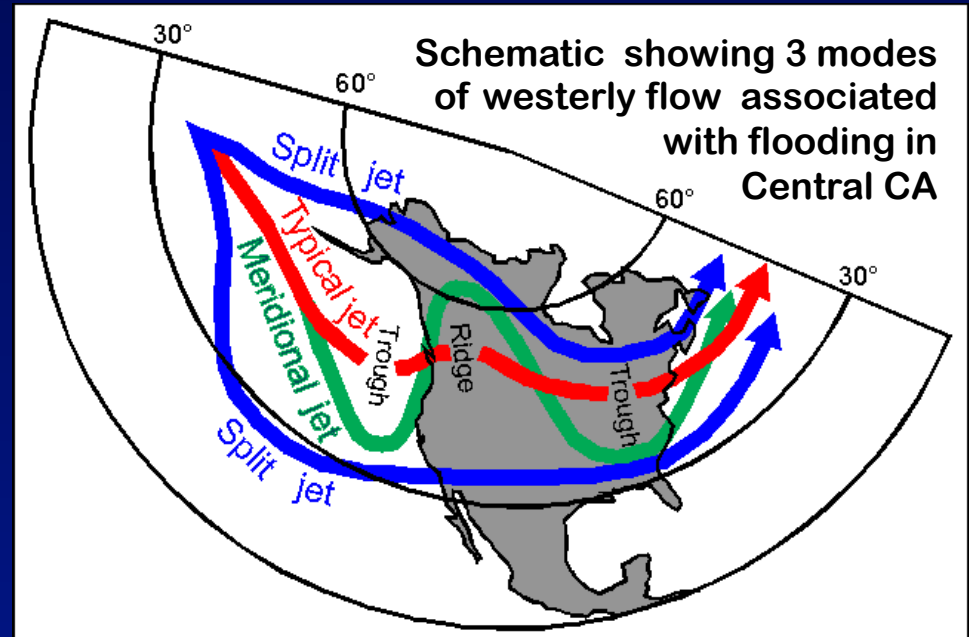 Schematic showing 3 modes
of westerly flow associated
with flooding in
Central CA
30°
60°
60°
30°
Split jet
Typical jet
Meridional jet
Split jet
Trough
Ridge
Trough